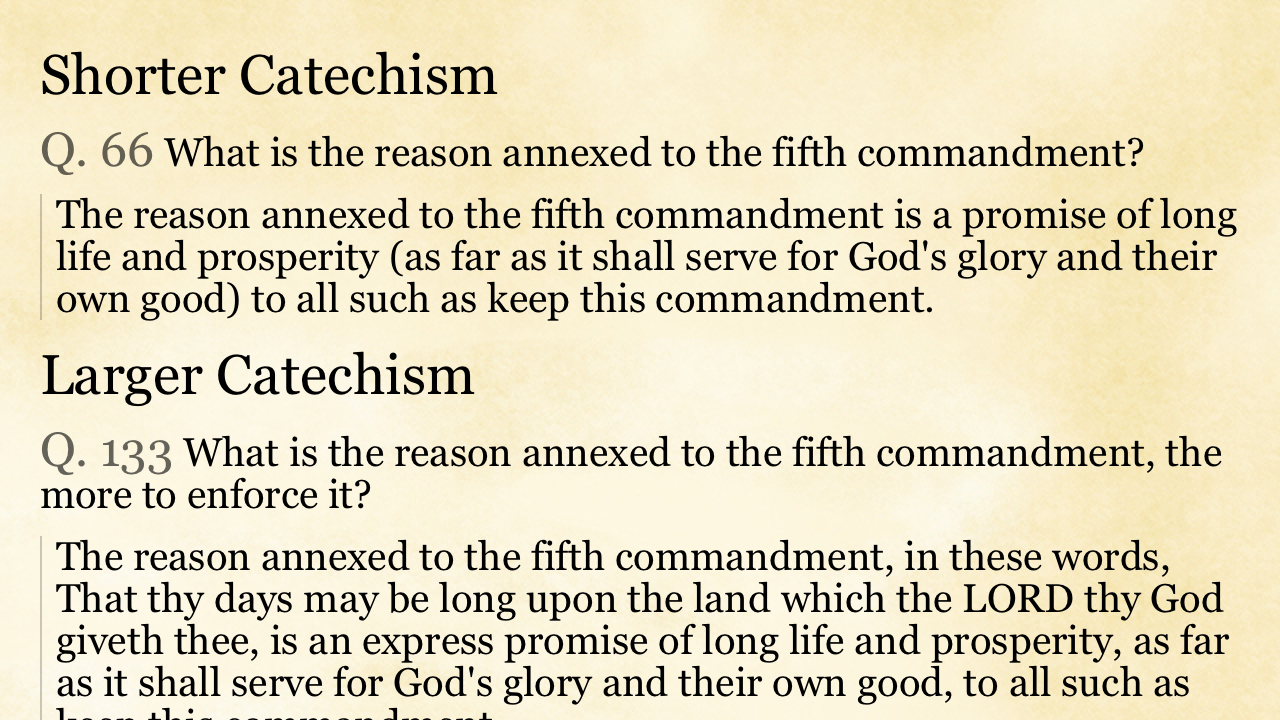 Shorter Catechism
Q. 66 What is the reason annexed to the fifth commandment?
The reason annexed to the fifth commandment is a promise of long
life and prosperity (as far as it shall serve for God's glory and their
own good) to all such as keep this commandment.
Larger Catechism
Q. 133 What is the reason annexed to the fifth commandment, the
more to enforce it?
The reason annexed to the fifth commandment, in these words,
That thy days may be long upon the land which the LORD thy God
giveth thee, is an express promise of long life and prosperity, as far
as it shall serve for God's glory and their own good, to all such as
keep this commandment.